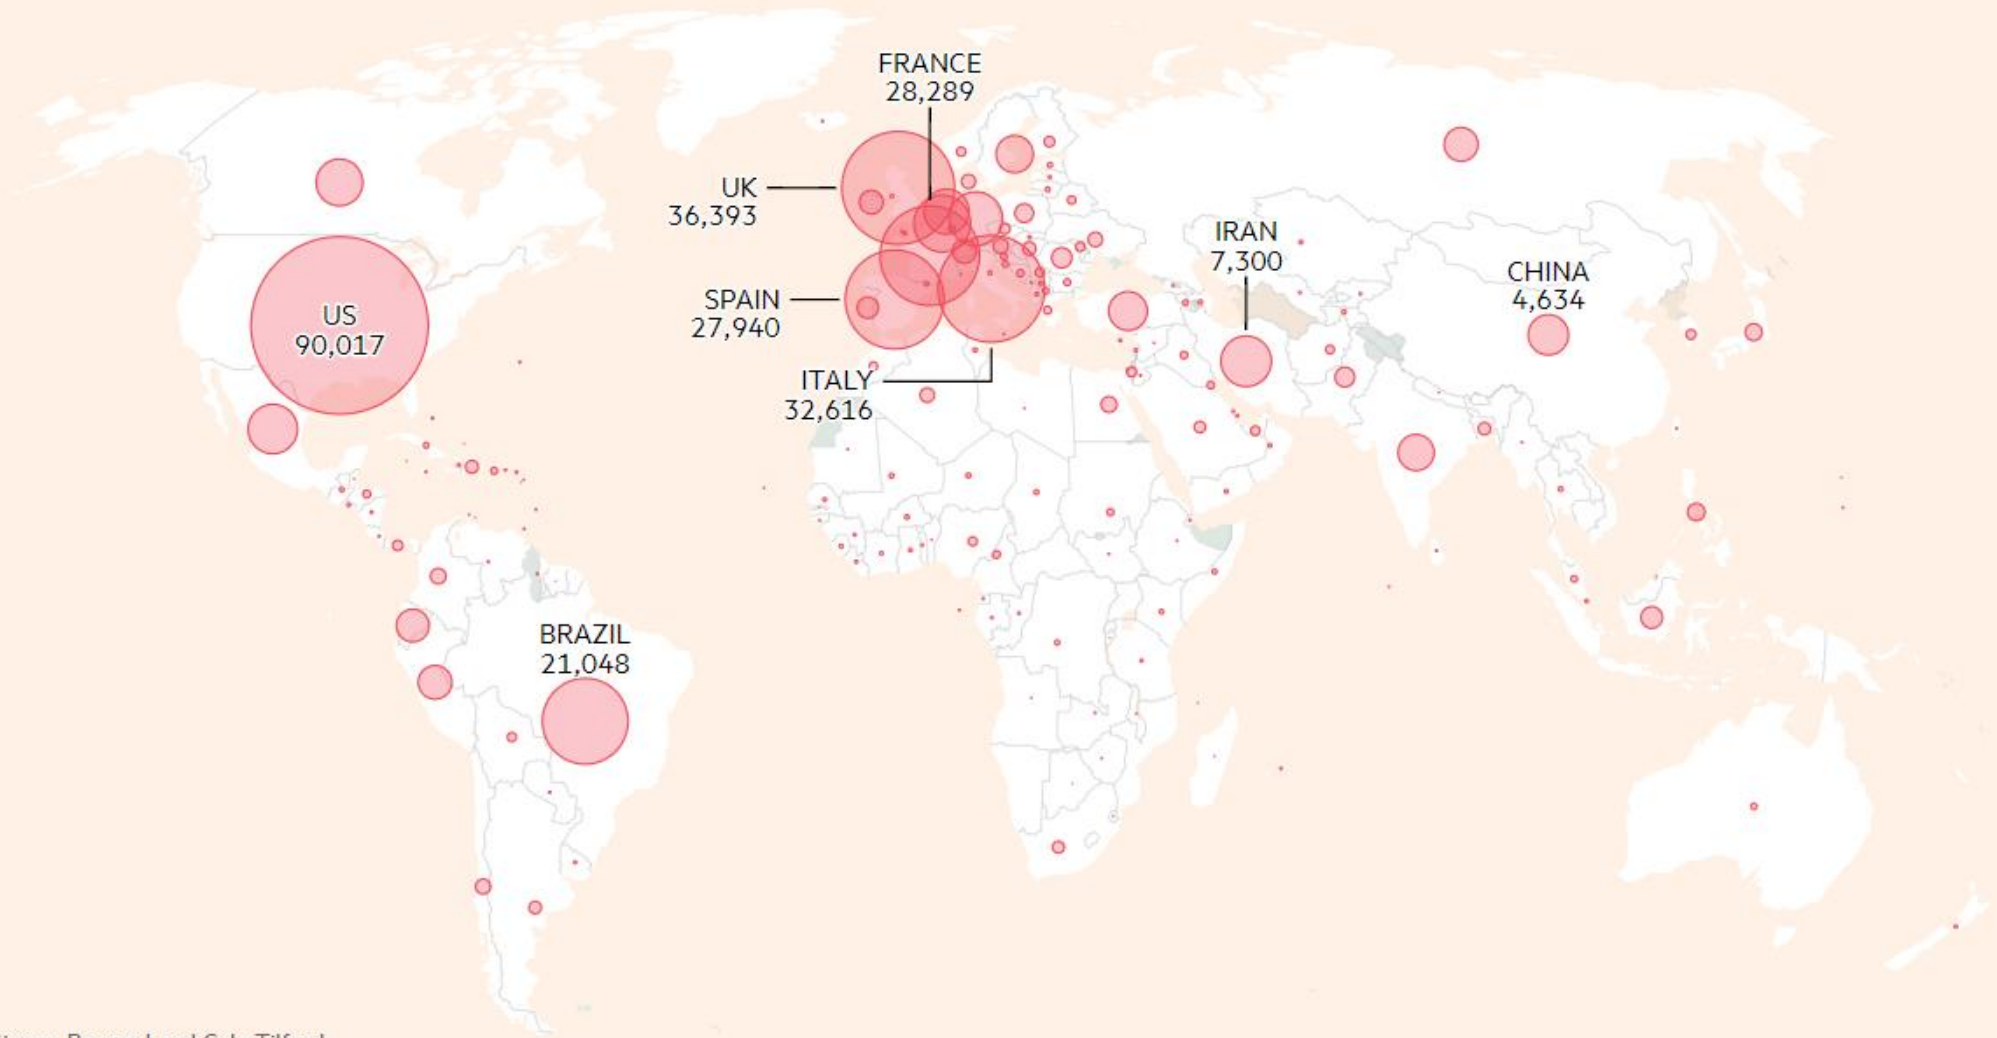 FRANCE
28,289
UK
36,393
SPAIN
27,940
ITALY
32,616
US
90,017
IRAN
7,300
CHINA
4,634
BRAZIL
21,048